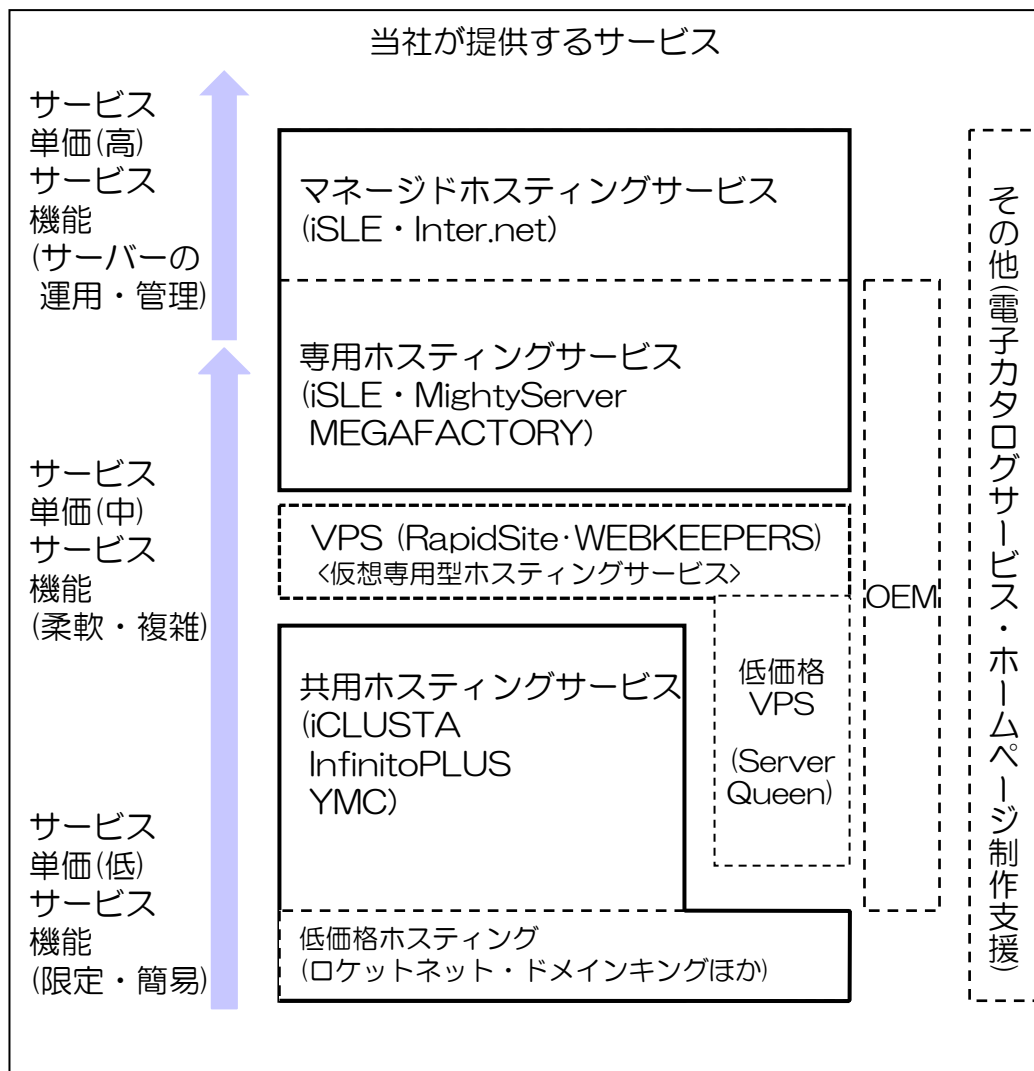 当社が提供するサービス
サービス
単価(高)
サービス
機能
(サーバーの
運用・管理)
サービス
単価(中)
サービス
機能
(柔軟・複雑)
サービス
単価(低)
サービス
機能
(限定・簡易)
マネージドホスティングサービス
(iSLE・Inter.net)
専用ホスティングサービス
(iSLE・MightyServer
MEGAFACTORY)
VPS (RapidSite・WEBKEEPERS)
<仮想専用型ホスティングサービス>
共用ホスティングサービス
(iCLUSTA
InfinitoPLUS
YMC)
低価格
VPS
(Server
Queen)
低価格ホスティング
(ロケットネット・ドメインキングほか)
OEM
その他(電子カタログサービス・ホームページ制作支援)